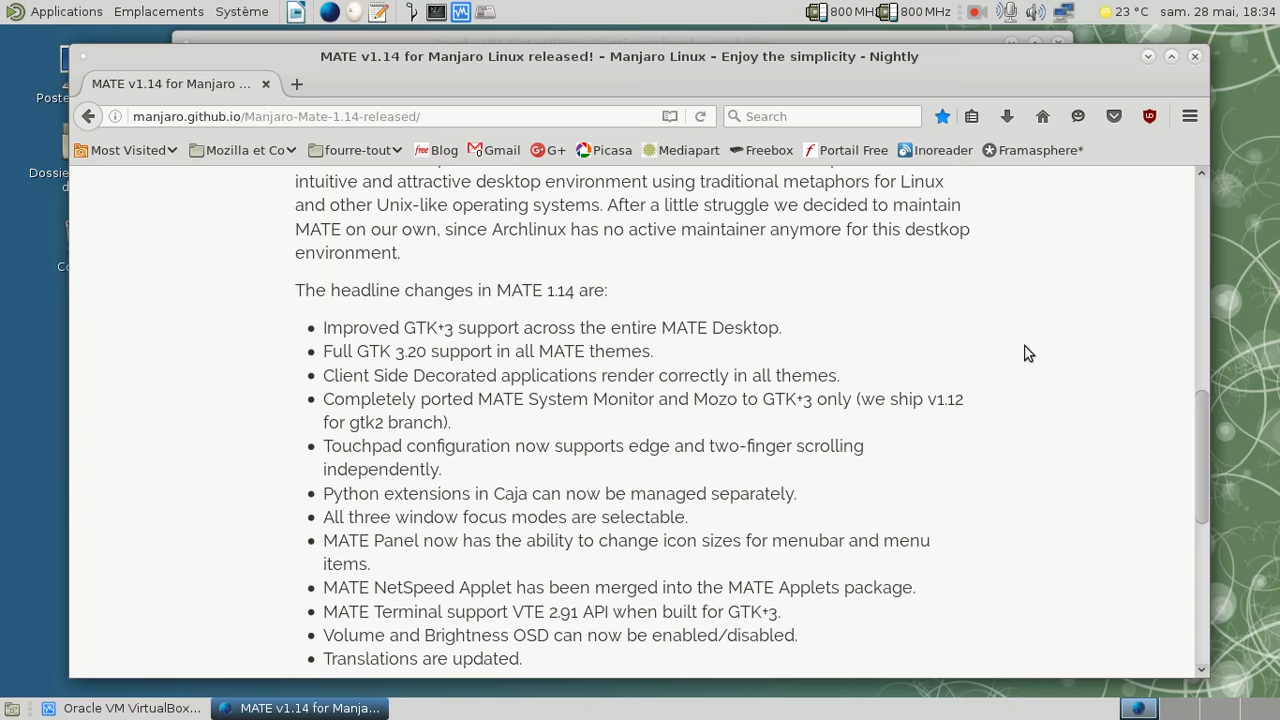 Applications Emplacements Système 800 MHz 800 MHz 23 °C sam. 28 mai, 18:34
MATE v1.14 for Manjaro Linux released! – Manjaro Linux – Enjoy the simplicity - Nightly
MATE v1.14 for Manjaro ...
manjaro.github.io/Manjaro-Mate-1.14-released/ Search
Most Visited Mozilla et Co fourre-tout Blog Gmail G+ Picasa Mediapart Freebox Portail Free Inoreader Framasphere*
intuitive and attractive desktop environment using traditional metaphors for Linux
and other Unix-like operating systems. After a little struggle we decided to maintain
MATE on our own, since Archlinux has no active maintainer anymore for this destkop
environment.
The headline changes in MATE 1.14 are:
• Improved GTK+3 support across the entire MATE Desktop.
• Full GTK 3.20 support in all MATE themes.
• Client Side Decorated applications render correctly in all themes.
• Completely ported MATE System Monitor and Mozo to GTK+3 only (we ship v1.12
for gtk2 branch).
• Touchpad configuration now supports edge and two-finger scrolling
independently.
• Python extensions in Caja can now be managed separately.
• All three window focus modes are selectable.
• MATE Panel now has the ability to change icon sizes for menubar and menu
items.
• MATE NetSpeed Applet has been merged into the MATE Applets package.
• MATE Terminal support VTE 2.91 API when built for GTK+3.
• Volume and Brightness OSD can now be enabled/disabled.
• Translations are updated.
Oracle VM VirtualBox... MATE v1.14 for Manja...